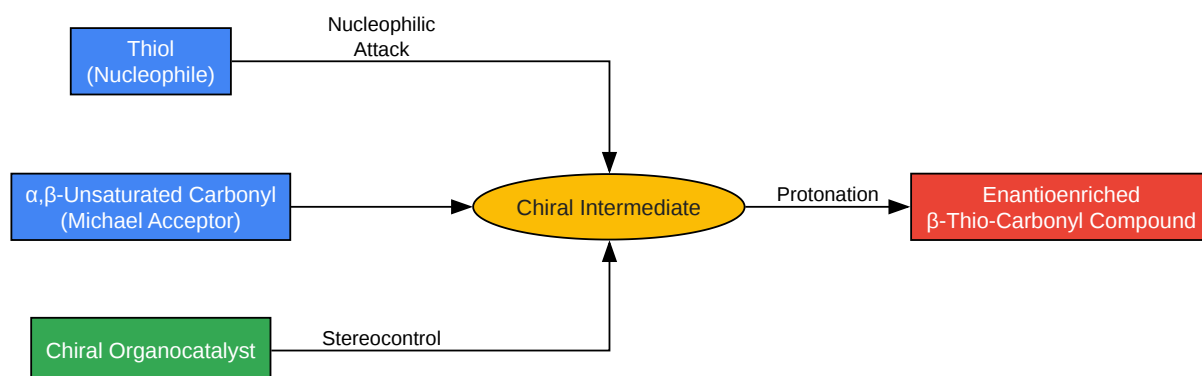 Thiol
(Nucleophile)
Nucleophilic
Attack
α,β-Unsaturated Carbonyl
(Michael Acceptor)
Chiral Intermediate
Protonation
Enantioenriched
β-Thio-Carbonyl Compound
Chiral Organocatalyst
Stereocontrol